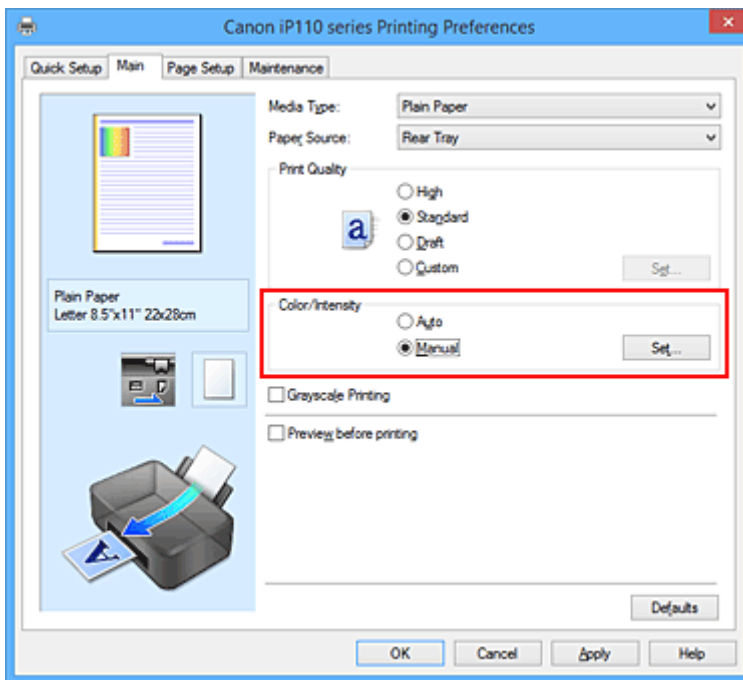 Canon iP110 series Printing Preferences
Quick Setup Main Page Setup Maintenance
Media Type: Plain Paper
Paper Source: Rear Tray
Print Quality
High
a Standard
Draft
Custom Set...
Plain Paper
Letter 8.5"x11" 22x28cm
Color/Intensity
Auto
Manual Set...
Grayscale Printing
Preview before printing
A
Defaults
OK Cancel Apply Help